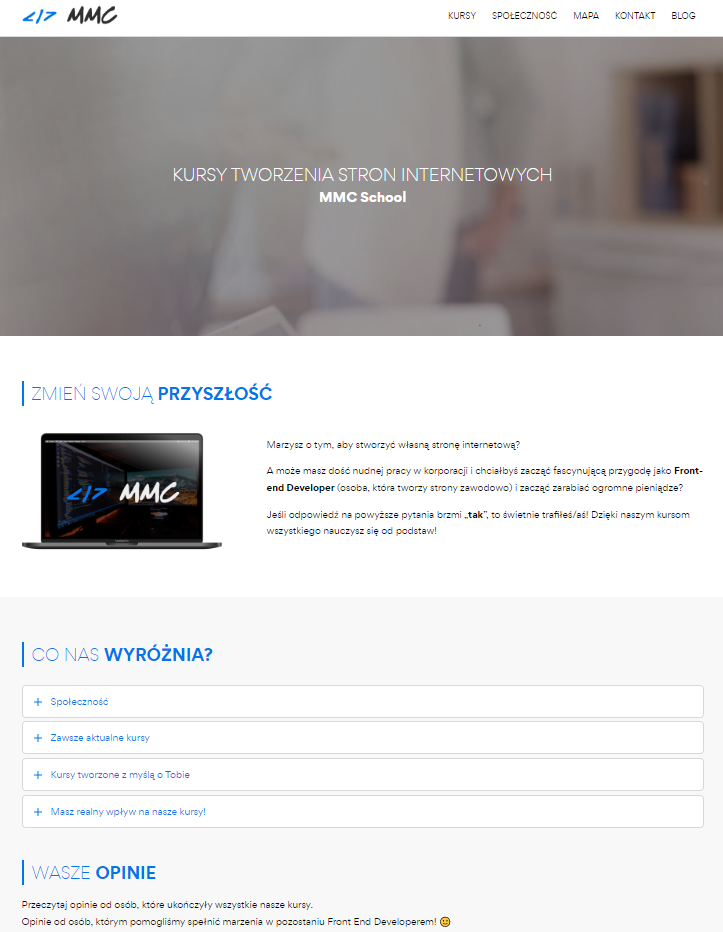 </> MMC
KURSY SPOŁECZNOŚĆ MAPA KONTAKT BLOG
KURSY TWORZENIA STRON INTERNETOWYCH
MMC School
ZMIEŃ SWOJĄ PRZYSZŁOŚĆ
</> MMC
Marzysz o tym, aby stworzyć własną stronę internetową?
A może masz dość nudnej pracy w korporacji i chciałbyś zacząć fascynującą przygodę jako Front-
end Developer (osoba, która tworzy strony zawodowo) i zacząć zarabiać ogromne pieniądze?
Jeśli odpowiedź na powyższe pytania brzmi „tak”, to świetnie trafiłeś/aś! Dzięki naszym kursom
wszystkiego nauczysz się od podstaw!
CO NAS WYRÓŻNIA?
+ Społeczność
+ Zawsze aktualne kursy
+ Kursy tworzone z myślą o Tobie
+ Masz realny wpływ na nasze kursy!
WASZE OPINIE
Przeczytaj opinie od osób, które ukończyły wszystkie nasze kursy.
Opinie od osób, którym pomogliśmy spełnić marzenia w pozostaniu Front End Developerem! 🙂